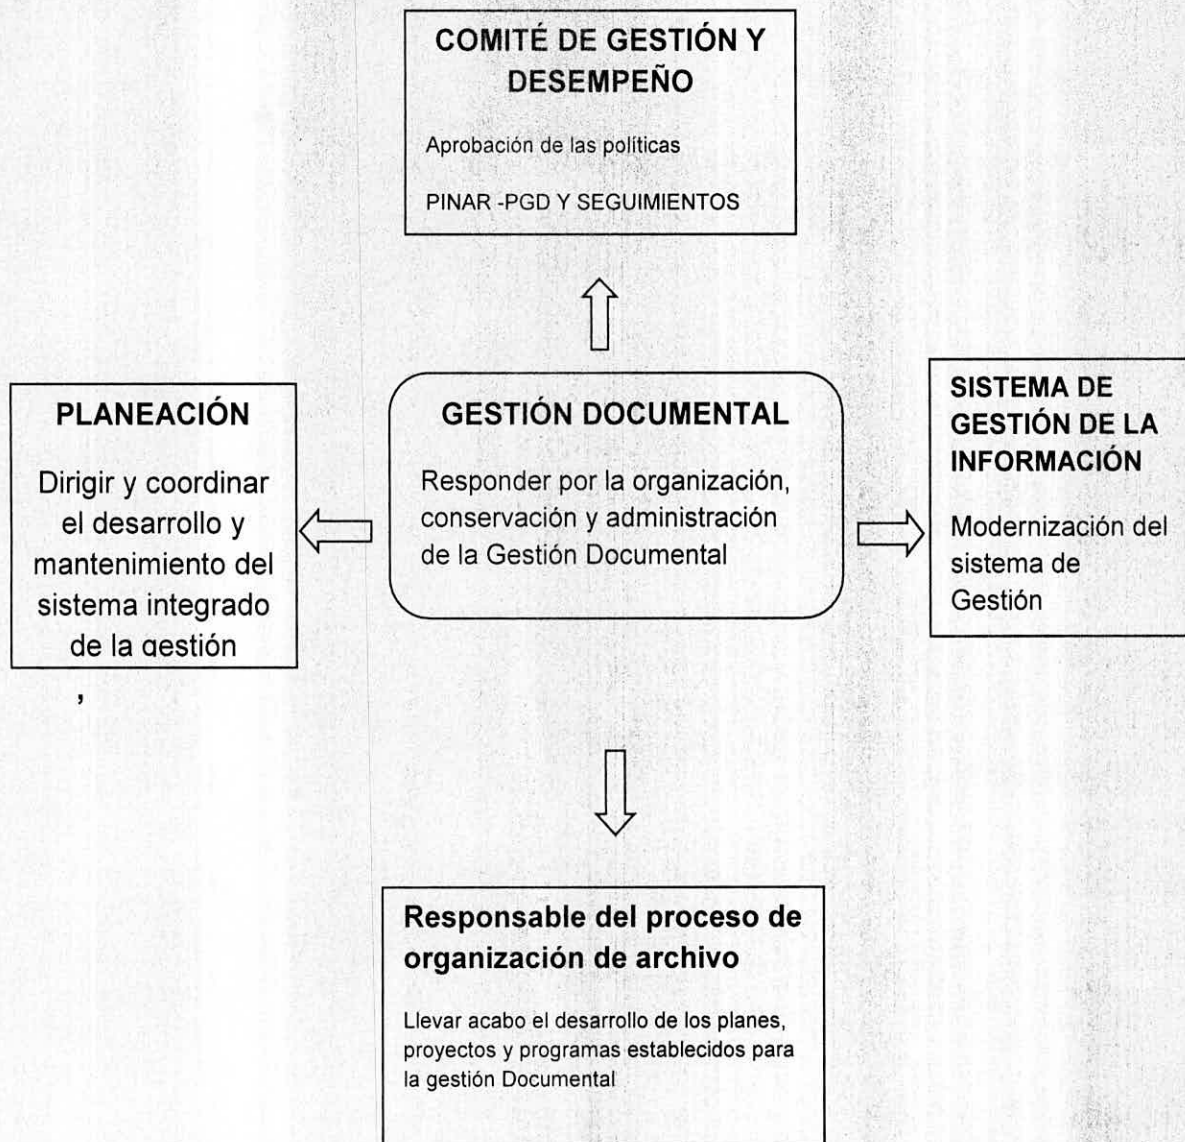 COMITÉ DE GESTIÓN Y
DESEMPEÑO
Aprobación de las políticas
PINAR -PGD Y SEGUIMIENTOS
PLANEACIÓN
Dirigir y coordinar
el desarrollo y
mantenimiento del
sistema integrado
de la gestión
,
GESTIÓN DOCUMENTAL
Responder por la organización,
conservación y administración
de la Gestión Documental
SISTEMA DE
GESTIÓN DE LA
INFORMACIÓN
Modernización del
sistema de
Gestión
Responsable del proceso de
organización de archivo
Llevar acabo el desarrollo de los planes,
proyectos y programas establecidos para
la gestión Documental